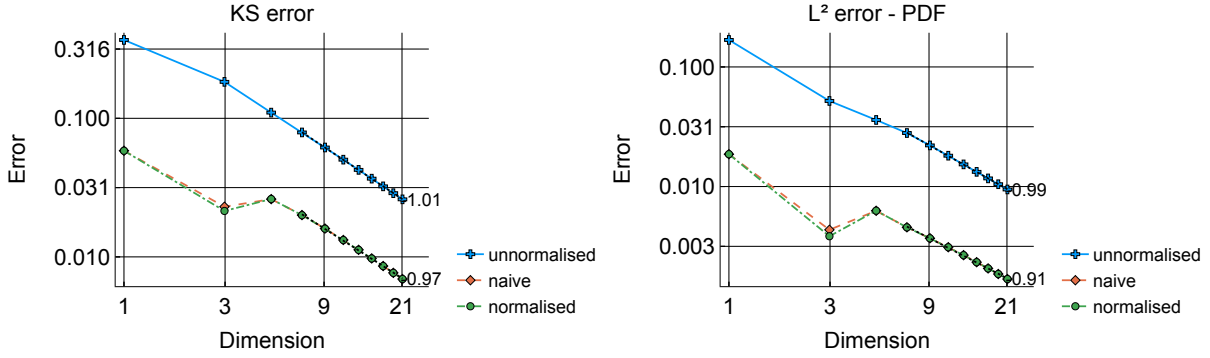 KS error
0.316
0.100
0.031
0.010
Error
1.01
0.97
1 3 9 21
Dimension
unnormalised
naive
normalised
L² error - PDF
0.100
0.031
0.010
0.003
Error
0.99
0.91
1 3 9 21
Dimension
unnormalised
naive
normalised